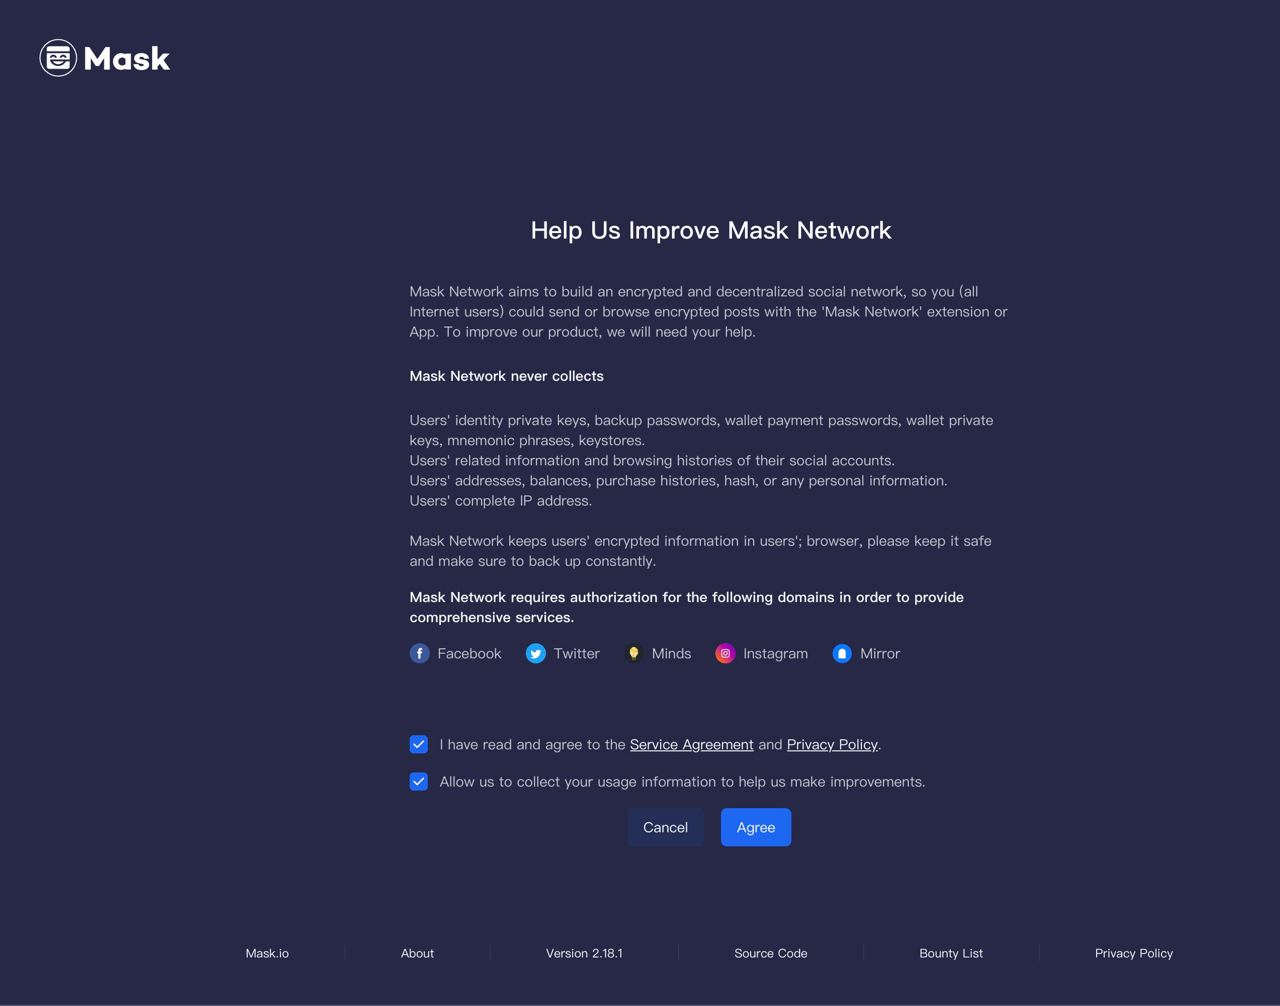 Mask
Help Us Improve Mask Network
Mask Network aims to build an encrypted and decentralized social network, so you (all
Internet users) could send or browse encrypted posts with the 'Mask Network' extension or
App. To improve our product, we will need your help.
Mask Network never collects
Users' identity private keys, backup passwords, wallet payment passwords, wallet private
keys, mnemonic phrases, keystores.
Users' related information and browsing histories of their social accounts.
Users' addresses, balances, purchase histories, hash, or any personal information.
Users' complete IP address.
Mask Network keeps users' encrypted information in users'; browser, please keep it safe
and make sure to back up constantly.
Mask Network requires authorization for the following domains in order to provide
comprehensive services.
Facebook Twitter Minds Instagram Mirror
I have read and agree to the Service Agreement and Privacy Policy.
Allow us to collect your usage information to help us make improvements.
Cancel Agree
Mask.io About Version 2.18.1 Source Code Bounty List Privacy Policy